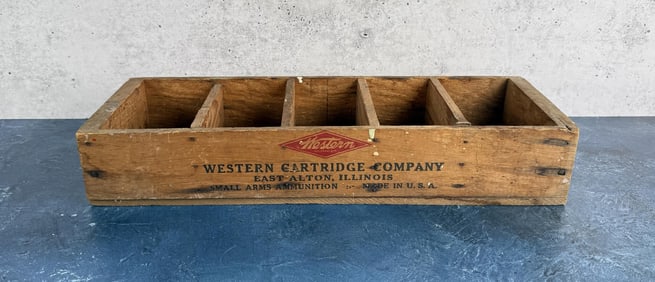 Western
WESTERN CARTRIDGE COMPANY
EAST ALTON, ILLINOIS
SMALL ARMS AMMUNITION :- MADE IN U.S.A.